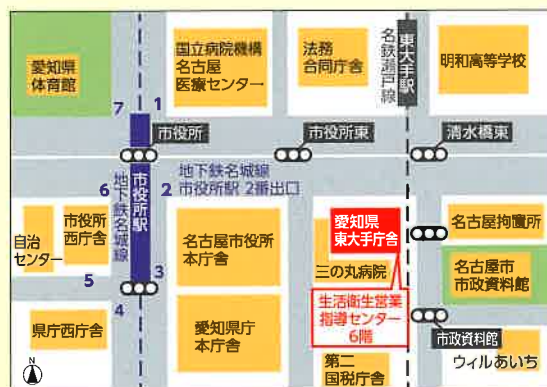 愛知県
体育館
国立病院機構
名古屋
医療センター
法務
合同庁舎
名鉄瀬戸線
東大手駅
明和高等学校
7
1
市役所
市役所東
清水橋東
6
地下鉄名城線
市役所駅
2
地下鉄名城線
市役所駅 2番出口
自治
センター
市役所
西庁舎
名古屋市役所
本庁舎
愛知県
東大手庁舎
三の丸病院
名古屋拘置所
名古屋市
市政資料館
5
3
4
県庁西庁舎
愛知県庁
本庁舎
生活衛生営業
指導センター
6階
市政資料館
ウィルあいち
第二
国税庁舎
N